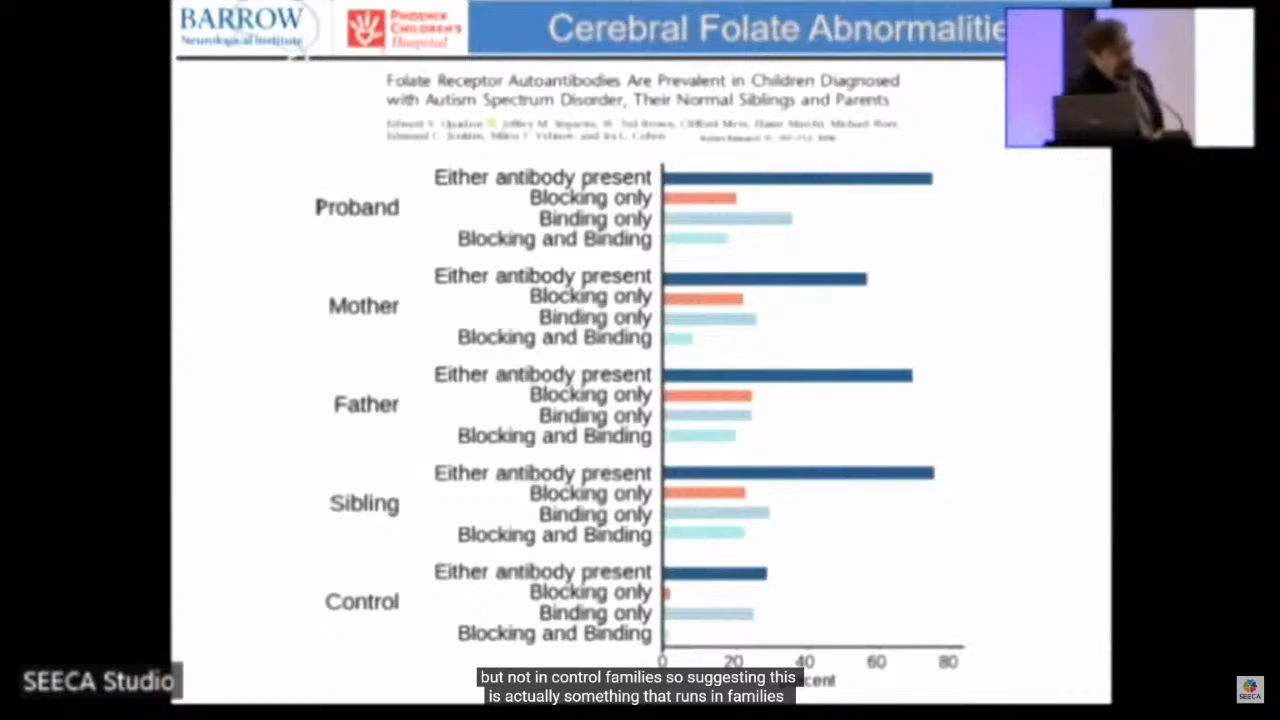 BARROW
Neurological Institute
PHOENIX
CHILDREN'S
Hospital
Cerebral Folate Abnormalitie
Folate Receptor Autoantibodies Are Prevalent in Children Diagnosed
with Autism Spectrum Disorder, Their Normal Siblings and Parents
Proband
Either antibody present
Blocking only
Binding only
Blocking and Binding
Mother
Either antibody present
Blocking only
Binding only
Blocking and Binding
Father
Either antibody present
Blocking only
Binding only
Blocking and Binding
Sibling
Either antibody present
Blocking only
Binding only
Blocking and Binding
Control
Either antibody present
Blocking only
Binding only
Blocking and Binding
0 20 40 60 80
but not in control families so suggesting this
is actually something that runs in families
SEECA Studio
SEECA